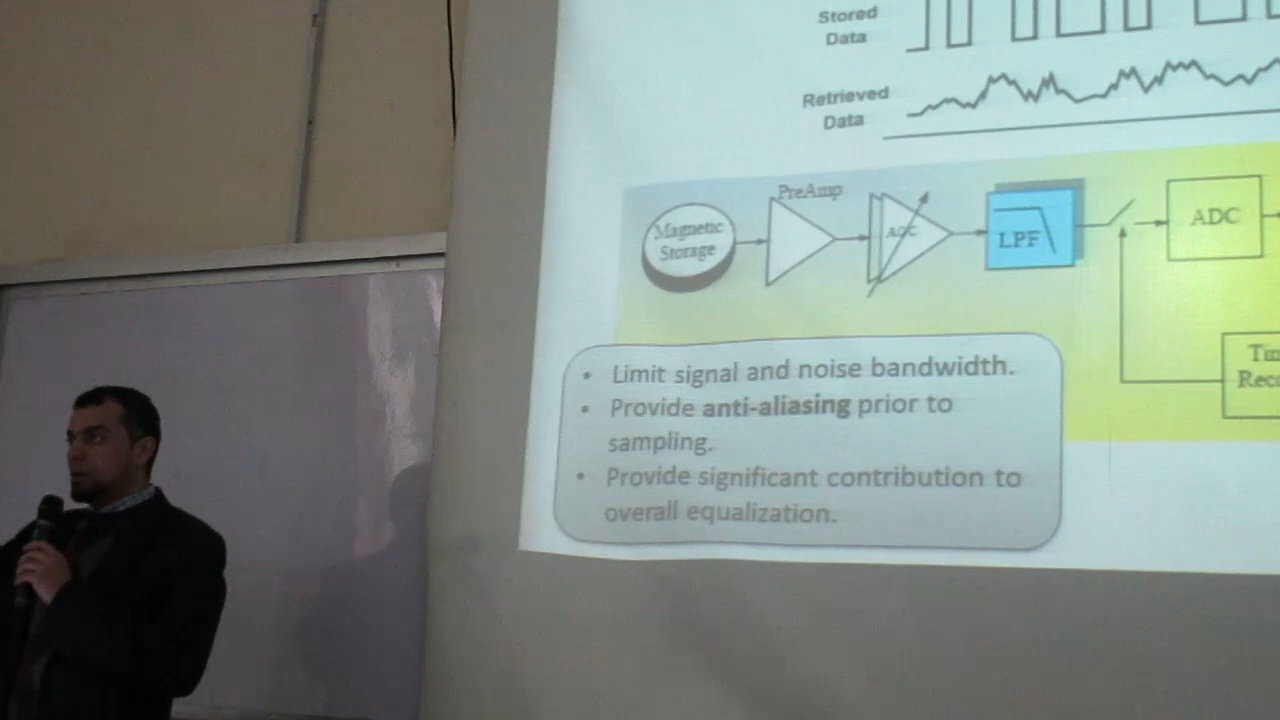 Stored
Data
Retrieved
Data
PreAmp
Magnetic
Storage
AGC
LPF
ADC
• Limit signal and noise bandwidth.
• Provide anti-aliasing prior to
sampling.
• Provide significant contribution to
overall equalization.